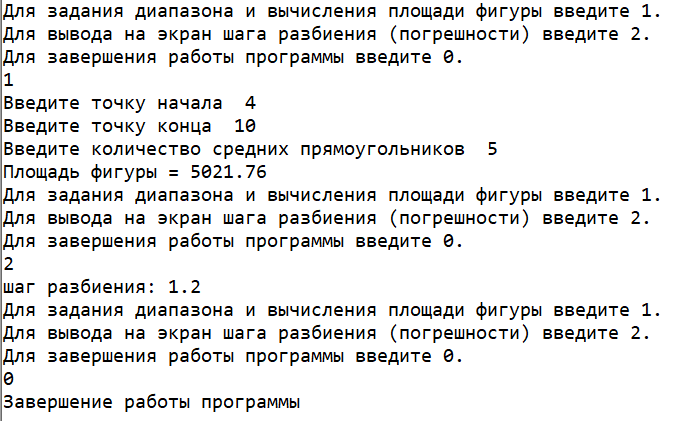 Для задания диапазона и вычисления площади фигуры введите 1.
Для вывода на экран шага разбиения (погрешности) введите 2.
Для завершения работы программы введите 0.
1
Введите точку начала  4
Введите точку конца  10
Введите количество средних прямоугольников  5
Площадь фигуры = 5021.76
Для задания диапазона и вычисления площади фигуры введите 1.
Для вывода на экран шага разбиения (погрешности) введите 2.
Для завершения работы программы введите 0.
2
шаг разбиения: 1.2
Для задания диапазона и вычисления площади фигуры введите 1.
Для вывода на экран шага разбиения (погрешности) введите 2.
Для завершения работы программы введите 0.
0
Завершение работы программы